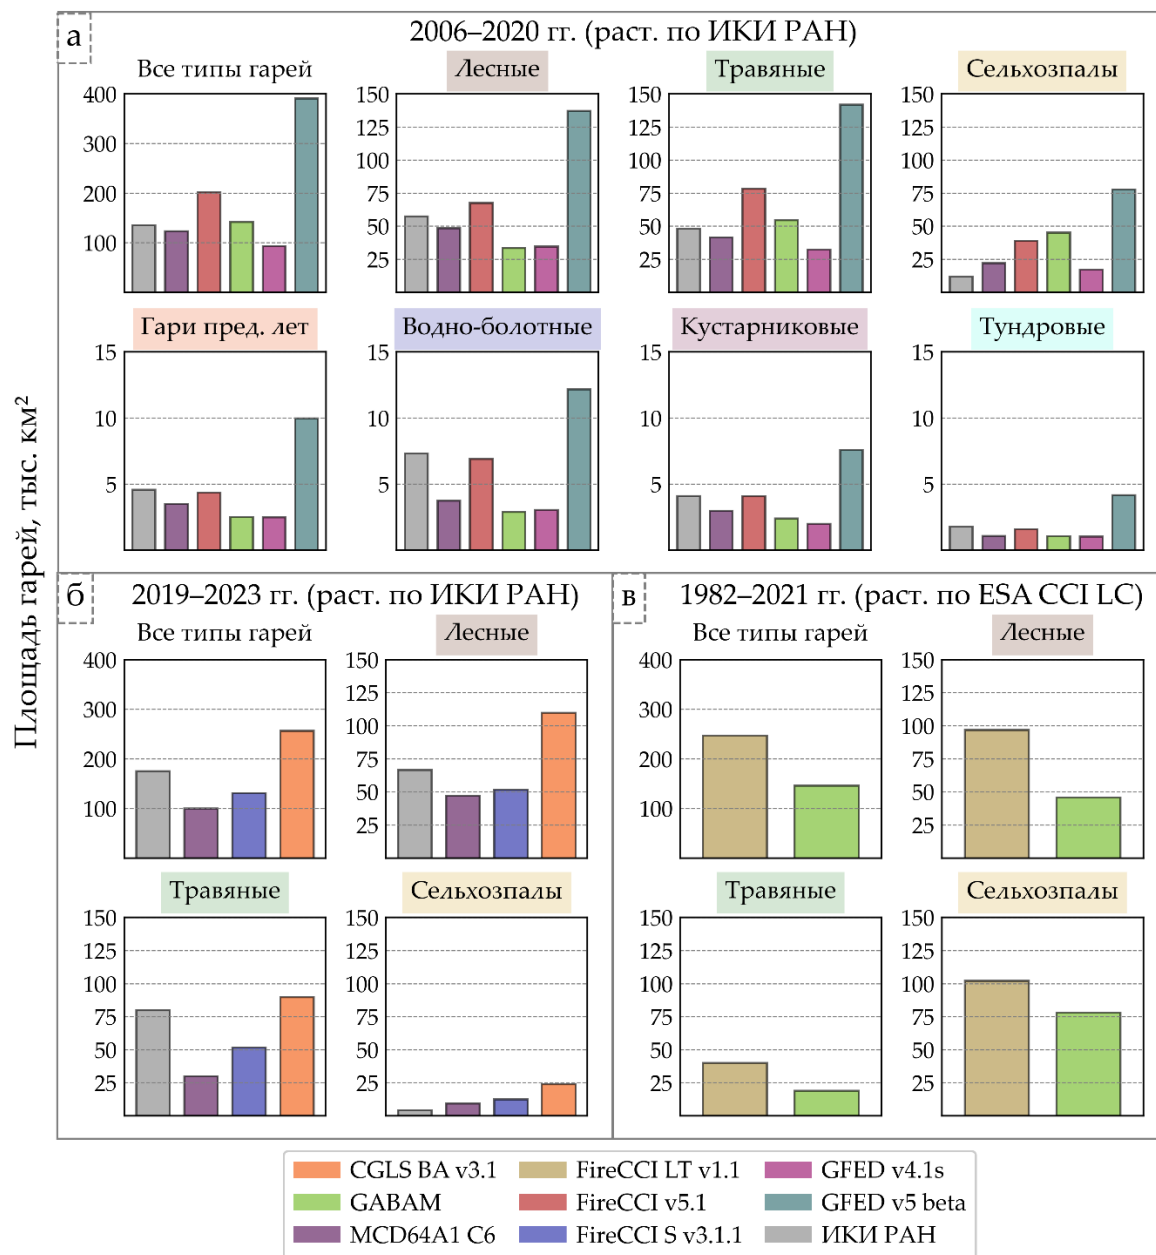 а
2006–2020 гг. (раст. по ИКИ РАН)
Все типы гарей
Лесные
Травяные
Сельхозпалы
400
300
200
100
150
125
100
75
50
25
150
125
100
75
50
25
150
125
100
75
50
25
Гари пред. лет
Водно-болотные
Кустарниковые
Тундровые
15
10
5
15
10
5
15
10
5
15
10
5
Площадь гарей, тыс. км²
б
2019–2023 гг. (раст. по ИКИ РАН)
Все типы гарей
Лесные
400
300
200
100
150
125
100
75
50
25
Травяные
Сельхозпалы
150
125
100
75
50
25
150
125
100
75
50
25
в
1982–2021 гг. (раст. по ESA CCI LC)
Все типы гарей
Лесные
400
300
200
100
150
125
100
75
50
25
Травяные
Сельхозпалы
150
125
100
75
50
25
150
125
100
75
50
25
CGLS BA v3.1
GABAM
MCD64A1 C6
FireCCI LT v1.1
FireCCI v5.1
FireCCI S v3.1.1
GFED v4.1s
GFED v5 beta
ИКИ РАН